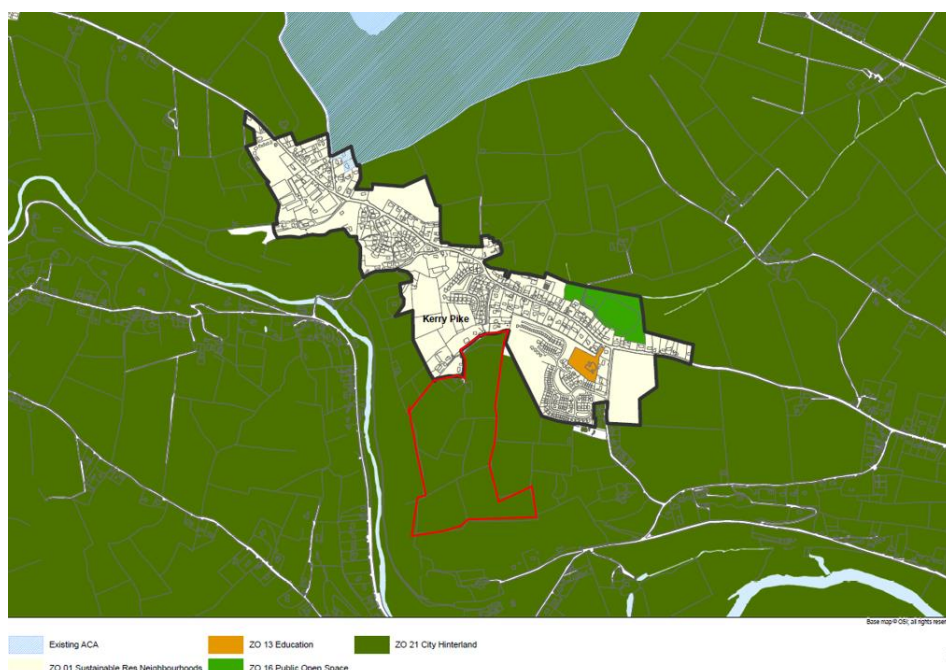 Kerry Pike
Base map © OSi, all rights reser
Existing ACA
ZO 13 Education
ZO 21 City Hinterland
ZO 01 Sustainable Res Neighbourhoods
ZO 16 Public Open Space